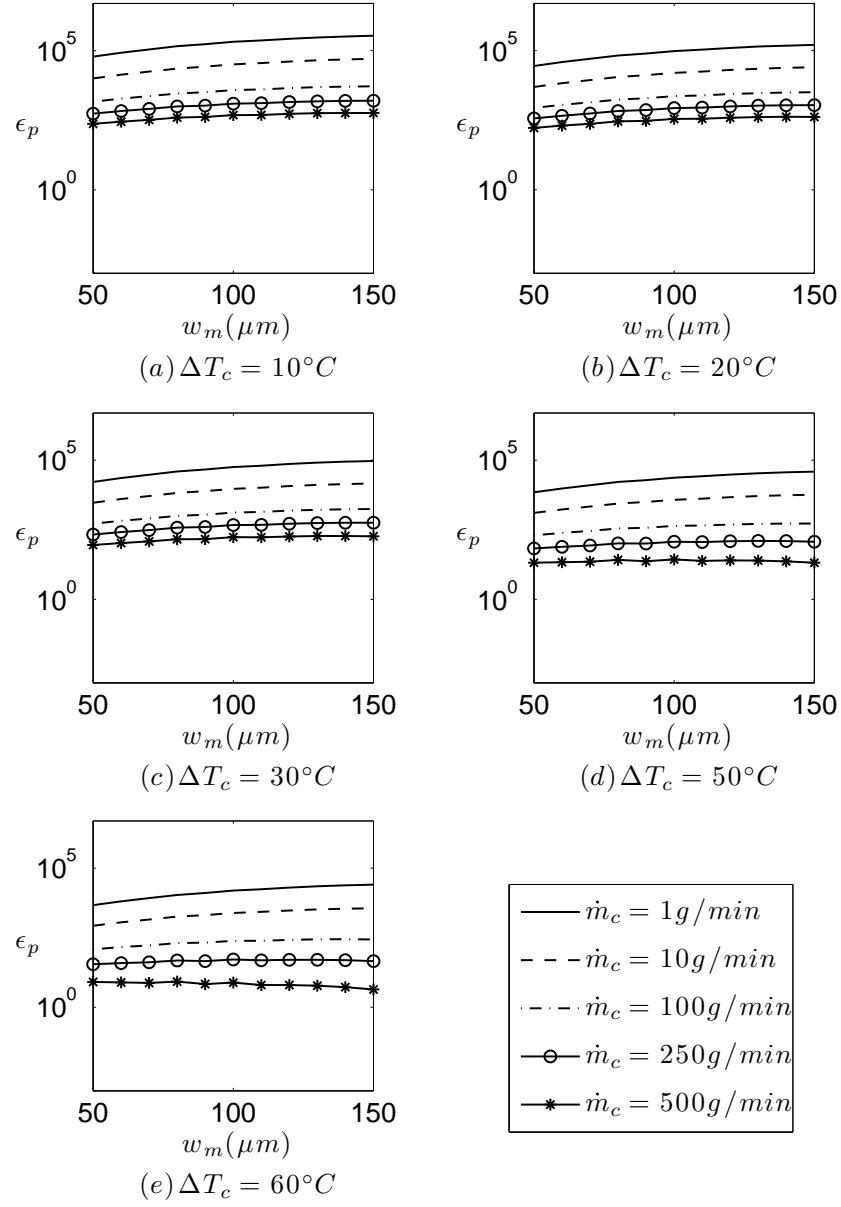 10^5
ϵ_p
10^0
50 100 150
w_m(μm)
(a)ΔT_c = 10°C
10^5
ϵ_p
10^0
50 100 150
w_m(μm)
(b)ΔT_c = 20°C
10^5
ϵ_p
10^0
50 100 150
w_m(μm)
(c)ΔT_c = 30°C
10^5
ϵ_p
10^0
50 100 150
w_m(μm)
(d)ΔT_c = 50°C
10^5
ϵ_p
10^0
50 100 150
w_m(μm)
(e)ΔT_c = 60°C
ṁ_c = 1g/min
ṁ_c = 10g/min
ṁ_c = 100g/min
ṁ_c = 250g/min
ṁ_c = 500g/min